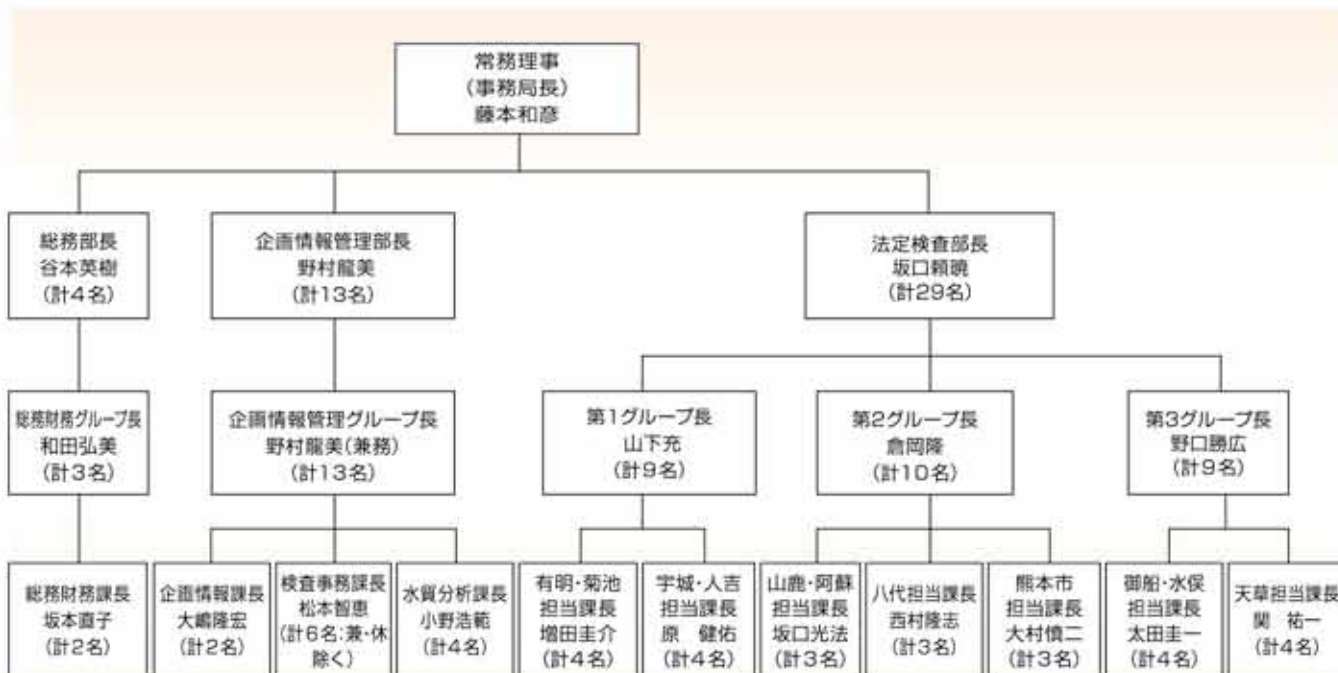 常務理事
(事務局長)
藤本和彦
総務部長
谷本英樹
(計4名)
企画情報管理部長
野村龍美
(計13名)
法定検査部長
坂口頼暁
(計29名)
総務財務グループ長
和田弘美
(計3名)
企画情報管理グループ長
野村龍美(兼務)
(計13名)
第1グループ長
山下充
(計9名)
第2グループ長
倉岡隆
(計10名)
第3グループ長
野口勝広
(計9名)
総務財務課長
坂本直子
(計2名)
企画情報課長
大嶋隆宏
(計2名)
検査事務課長
松本智恵
(計6名:兼・休
除く)
水質分析課長
小野浩範
(計4名)
有明・菊池
担当課長
増田圭介
(計4名)
宇城・人吉
担当課長
原 健佑
(計4名)
山鹿・阿蘇
担当課長
坂口光法
(計3名)
八代担当課長
西村隆志
(計3名)
熊本市
担当課長
大村慎二
(計3名)
御船・水俣
担当課長
太田圭一
(計4名)
天草担当課長
関 祐一
(計4名)